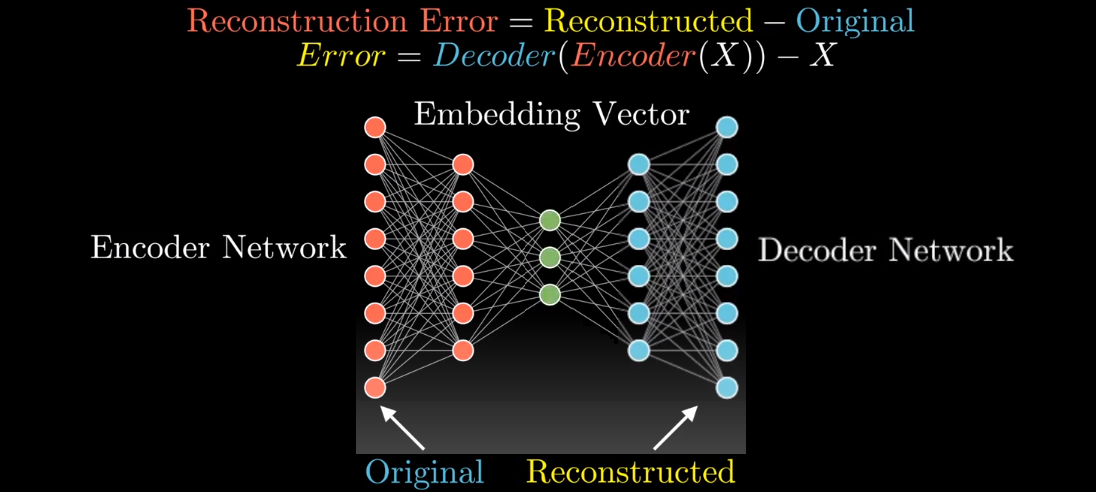 Reconstruction Error = Reconstructed − Original
Error = Decoder(Encoder(X)) − X
Embedding Vector
Encoder Network
Decoder Network
Original
Reconstructed